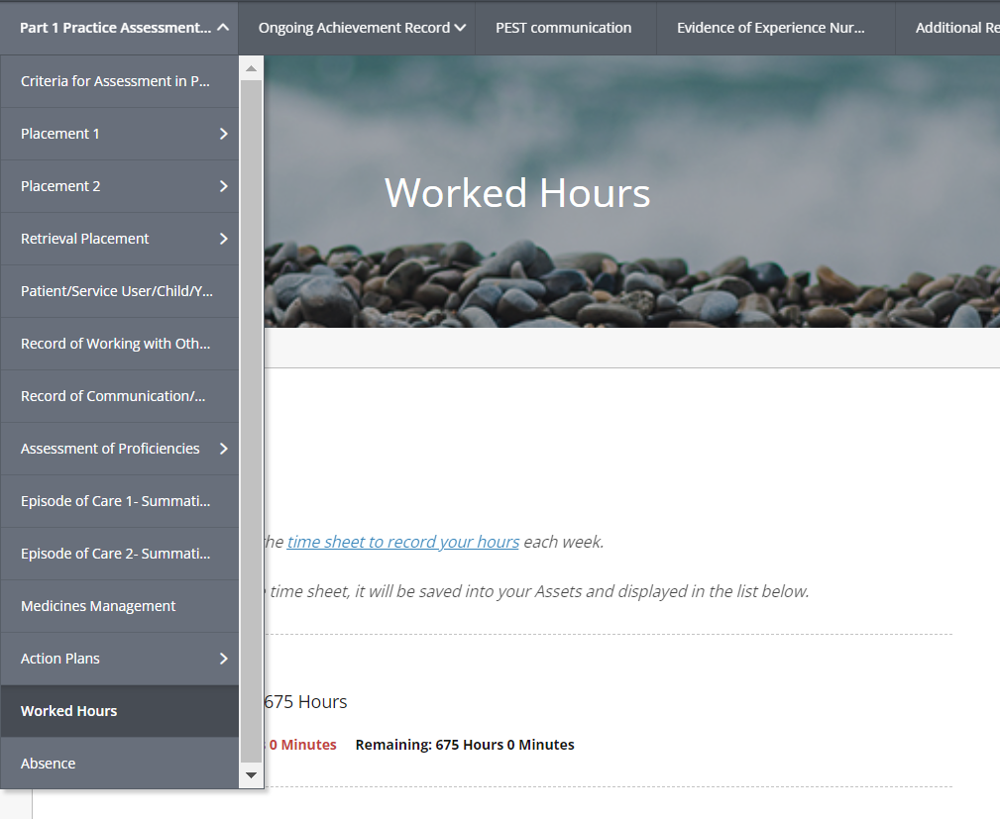 Part 1 Practice Assessment...
Ongoing Achievement Record
PEST communication
Evidence of Experience Nur...
Additional Re
Criteria for Assessment in P...
Placement 1
Placement 2
Retrieval Placement
Patient/Service User/Child/Y...
Record of Working with Oth...
Record of Communication/...
Assessment of Proficiencies
Episode of Care 1- Summati...
Episode of Care 2- Summati...
Medicines Management
Action Plans
Worked Hours
Absence
Worked Hours
the time sheet to record your hours each week.
time sheet, it will be saved into your Assets and displayed in the list below.
675 Hours
0 Minutes Remaining: 675 Hours 0 Minutes